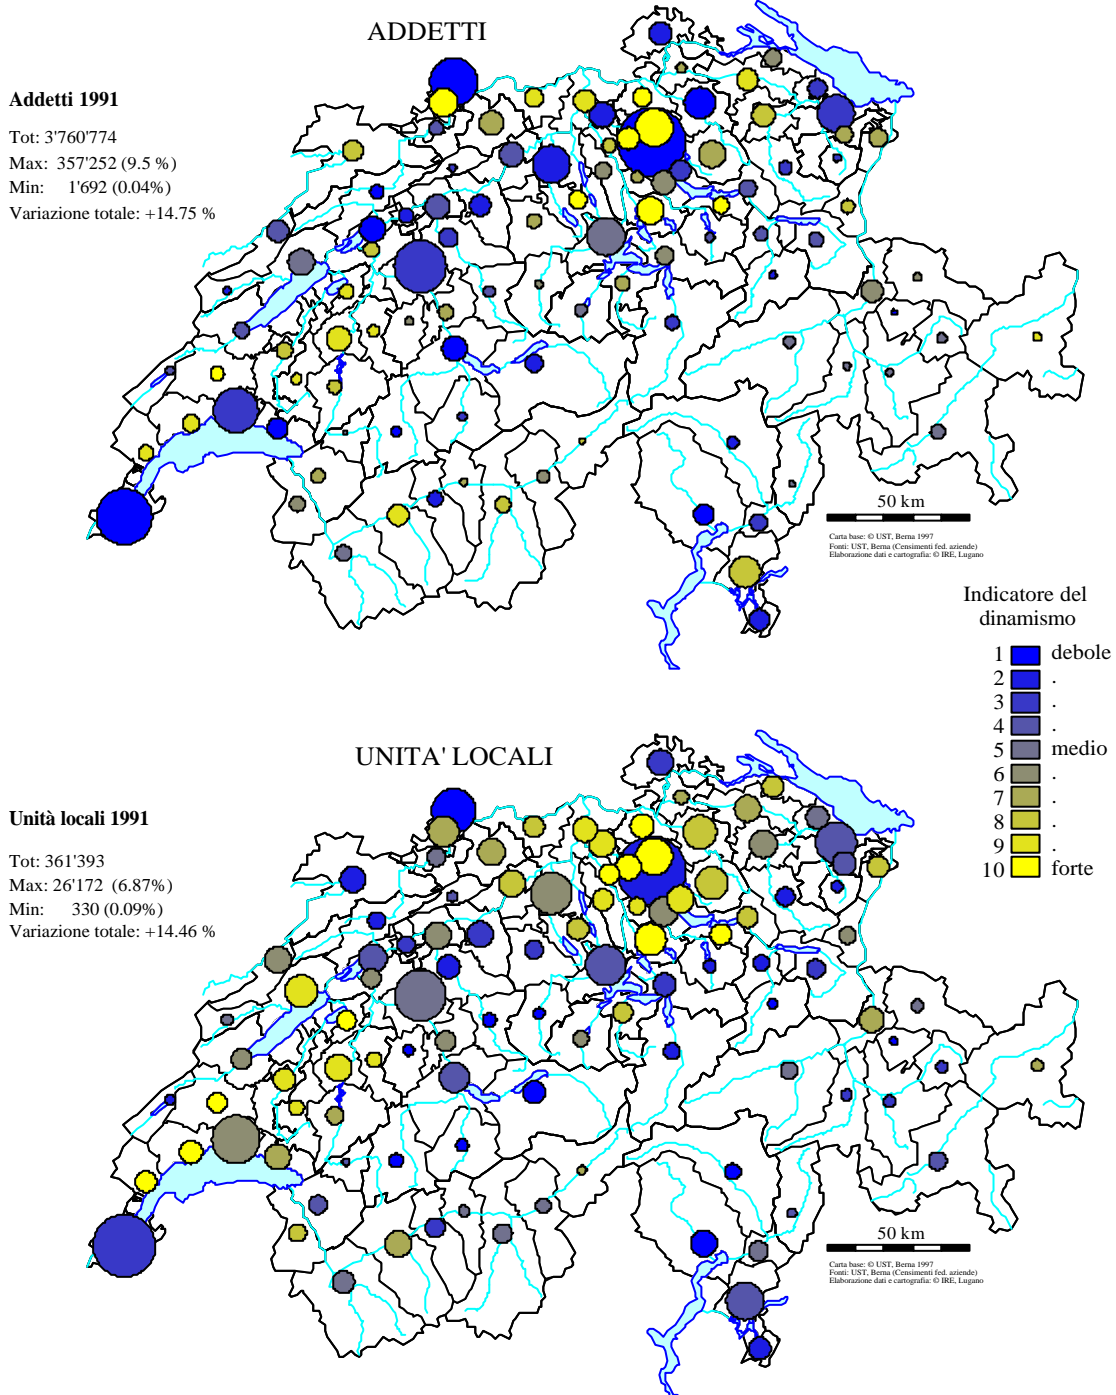 ADDETTI
Addetti 1991
Tot: 3'760'774
Max: 357'252 (9.5 %)
Min: 1'692 (0.04%)
Variazione totale: +14.75 %
50 km
Carta base: © UST, Berna 1997
Fonti: UST, Berna (Censimenti fed. aziende)
Elaborazione dati e cartografia: © IRE, Lugano
Indicatore del
dinamismo
1 debole
2 .
3 .
4 .
5 medio
6 .
7 .
8 .
9 .
10 forte
UNITA' LOCALI
Unità locali 1991
Tot: 361'393
Max: 26'172 (6.87%)
Min: 330 (0.09%)
Variazione totale: +14.46 %
50 km
Carta base: © UST, Berna 1997
Fonti: UST, Berna (Censimenti fed. aziende)
Elaborazione dati e cartografia: © IRE, Lugano